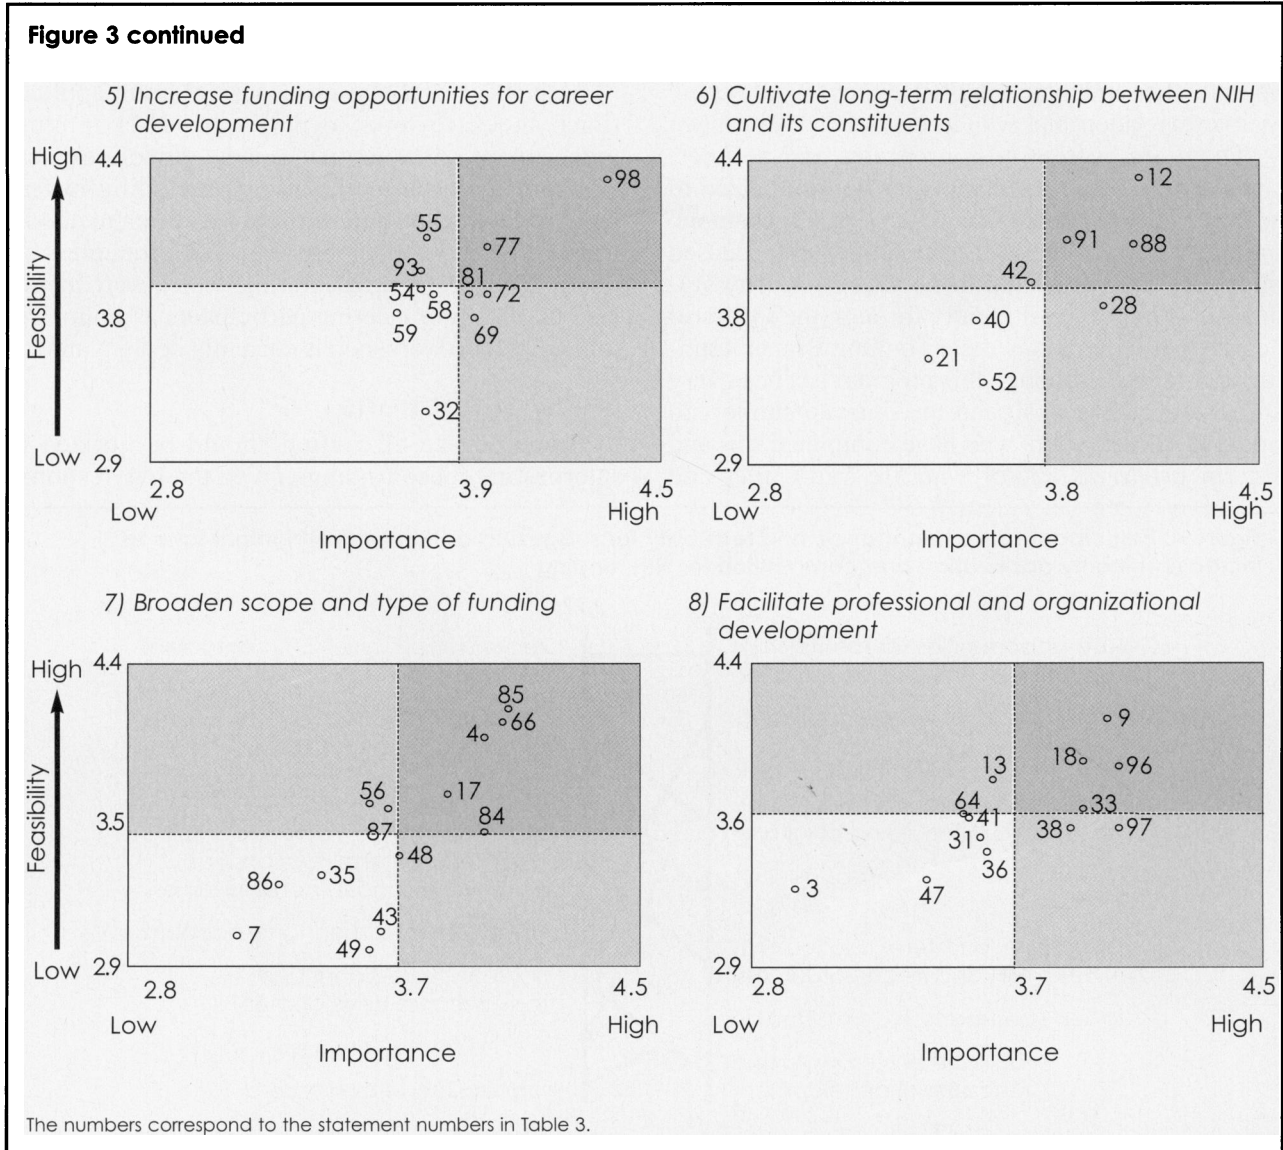 Figure 3 continued
5) Increase funding opportunities for career
development
High 4.4
98
55
77
93
81
54
58
72
3.8
59
69
32
Feasibility
Low 2.9
2.8 3.9 4.5
Low High
Importance
6) Cultivate long-term relationship between NIH
and its constituents
4.4
12
91
88
42
28
3.8
40
21
52
2.9
2.8 3.8 4.5
Low High
Importance
7) Broaden scope and type of funding
High 4.4
85
66
4
56
17
84
3.5
87
48
35
86
43
7
49
Feasibility
Low 2.9
2.8 3.7 4.5
Low High
Importance
8) Facilitate professional and organizational
development
4.4
9
18
96
13
64
33
3.6
41
38
97
31
36
3
47
2.9
2.8 3.7 4.5
Low High
Importance
The numbers correspond to the statement numbers in Table 3.